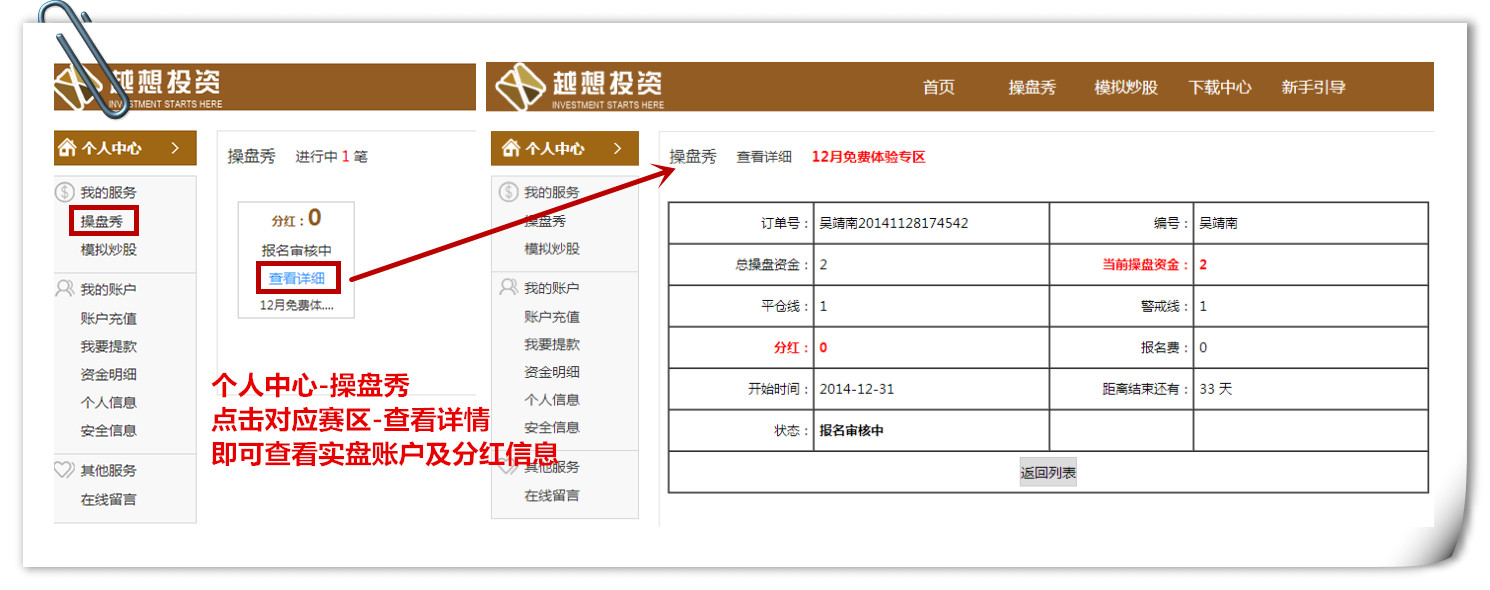 越想投资
INVESTMENT STARTS HERE
个人中心 >
我的服务
操盘秀
模拟炒股
我的账户
账户充值
我要提款
资金明细
个人信息
安全信息
其他服务
在线留言
操盘秀 进行中 1 笔
分红：0
报名审核中
查看详细
12月免费体....
个人中心-操盘秀
点击对应赛区-查看详情
即可查看实盘账户及分红信息
越想投资
INVESTMENT STARTS HERE
首页 操盘秀 模拟炒股 下载中心 新手引导
个人中心 >
我的服务
操盘秀
模拟炒股
我的账户
账户充值
我要提款
资金明细
个人信息
安全信息
其他服务
在线留言
操盘秀 查看详细 12月免费体验专区
订单号： 吴靖南20141128174542 编号： 吴靖南
总操盘资金： 2 当前操盘资金： 2
平仓线： 1 警戒线： 1
分红： 0 报名费： 0
开始时间： 2014-12-31 距离结束还有： 33 天
状态： 报名审核中
返回列表